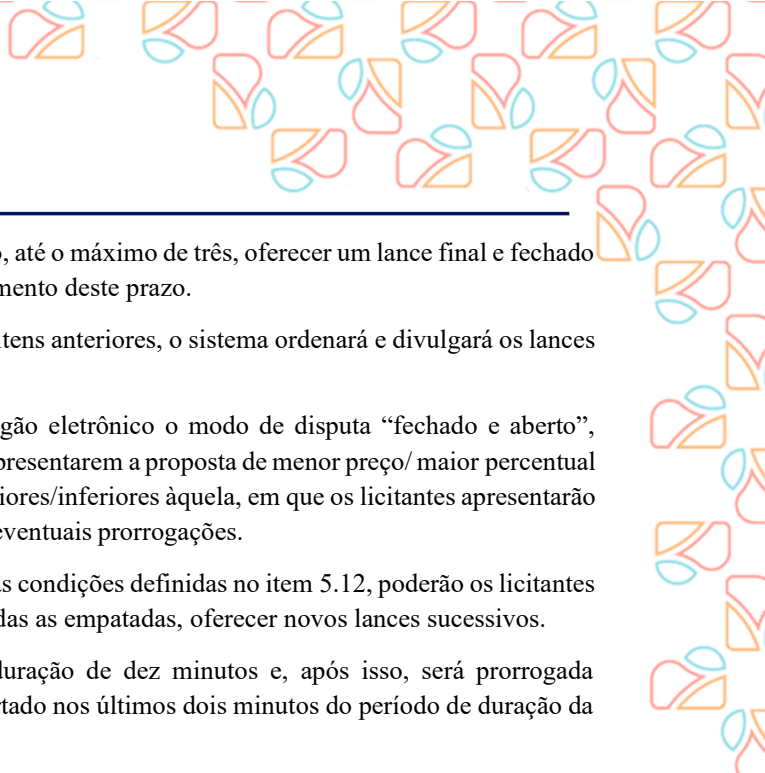 , até o máximo de três, oferecer um lance final e fechado
mento deste prazo.
itens anteriores, o sistema ordenará e divulgará os lances
gão eletrônico o modo de disputa “fechado e aberto”,
presentarem a proposta de menor preço/ maior percentual
iores/inferiores àquela, em que os licitantes apresentarão
eventuais prorrogações.
s condições definidas no item 5.12, poderão os licitantes
das as empatadas, oferecer novos lances sucessivos.
duração de dez minutos e, após isso, será prorrogada
rtado nos últimos dois minutos do período de duração da